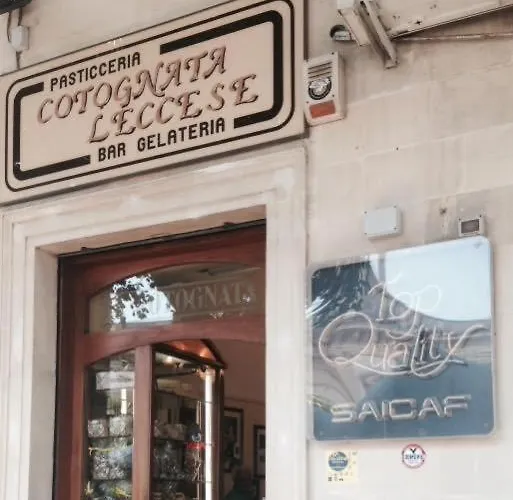 PASTICCERIA
COTOGNATA
LECCESE
BAR GELATERIA
COTOGNATA
Top
Quality
SAICAF